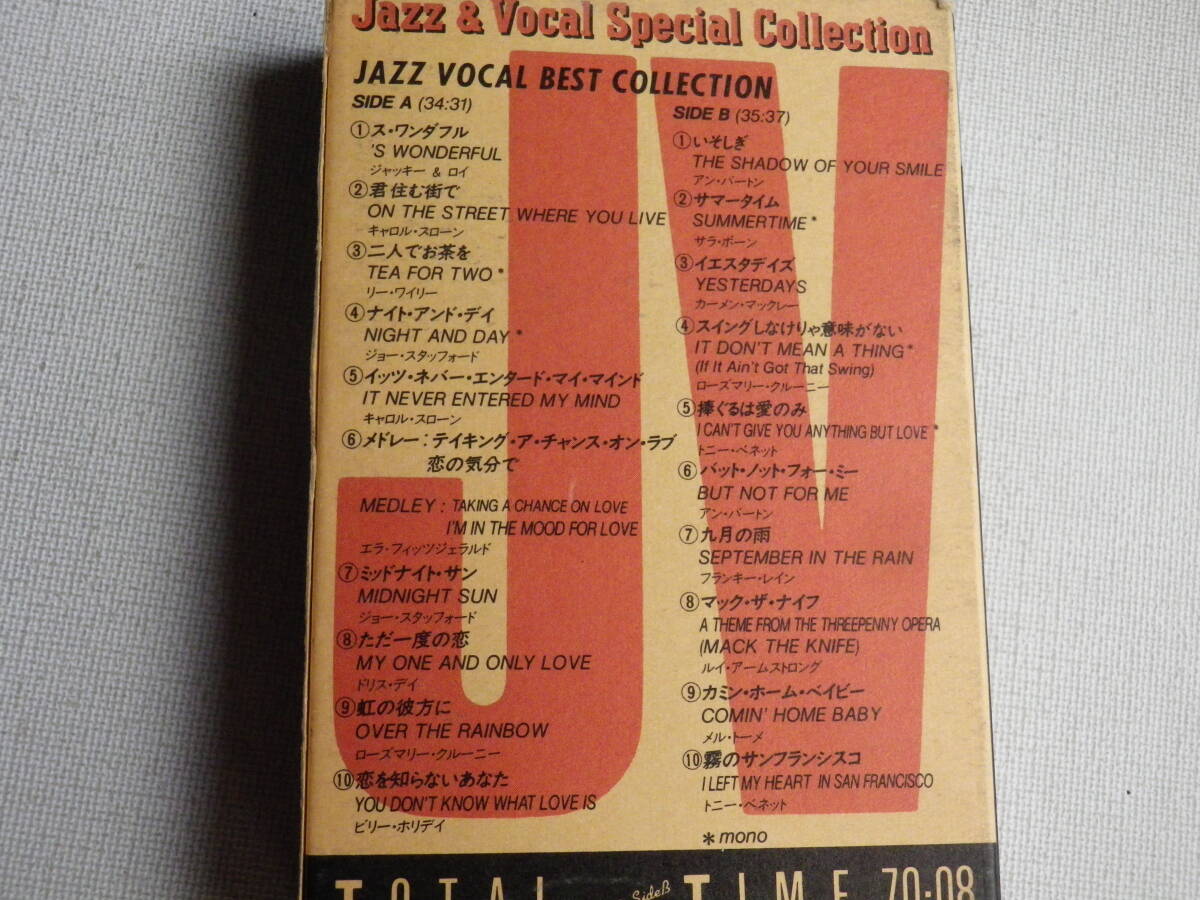 Jazz & Vocal Special Collection
JAZZ VOCAL BEST COLLECTION
SIDE A (34:31)
①ス・ワンダフル
'S WONDERFUL
ジャッキー & ロイ
②君住む街で
ON THE STREET WHERE YOU LIVE
キャロル・スローン
③二人でお茶を
TEA FOR TWO*
リー・ワイリー
④ナイト・アンド・デイ
NIGHT AND DAY*
ジョー・スタッフォード
⑤イッツ・ネバー・エンタード・マイ・マインド
IT NEVER ENTERED MY MIND
キャロル・スローン
⑥メドレー：テイキング・ア・チャンス・オン・ラブ
恋の気分で
MEDLEY : TAKING A CHANCE ON LOVE
I'M IN THE MOOD FOR LOVE
エラ・フィッツジェラルド
⑦ミッドナイト・サン
MIDNIGHT SUN
ジョー・スタッフォード
⑧ただ一度の恋
MY ONE AND ONLY LOVE
ドリス・デイ
⑨虹の彼方に
OVER THE RAINBOW
ローズマリー・クルーニー
⑩恋を知らないあなた
YOU DON'T KNOW WHAT LOVE IS
ビリー・ホリデイ
SIDE B (35:37)
①いそしぎ
THE SHADOW OF YOUR SMILE
アン・バートン
②サマータイム
SUMMERTIME*
サラ・ボーン
③イエスタデイズ
YESTERDAYS
カーメン・マックレー
④スイングしなけりゃ意味がない
IT DON'T MEAN A THING*
(If It Ain't Got That Swing)
ローズマリー・クルーニー
⑤捧ぐるは愛のみ
I CAN'T GIVE YOU ANYTHING BUT LOVE*
トニー・ベネット
⑥バット・ノット・フォー・ミー
BUT NOT FOR ME
アン・バートン
⑦九月の雨
SEPTEMBER IN THE RAIN
フランキー・レイン
⑧マック・ザ・ナイフ
A THEME FROM THE THREEPENNY OPERA
(MACK THE KNIFE)
ルイ・アームストロング
⑨カミン・ホーム・ベイビー
COMIN' HOME BABY
メル・トーメ
⑩霧のサンフランシスコ
I LEFT MY HEART IN SAN FRANCISCO
トニー・ベネット
*mono
JV
TOTAL SideB TIME 70:08